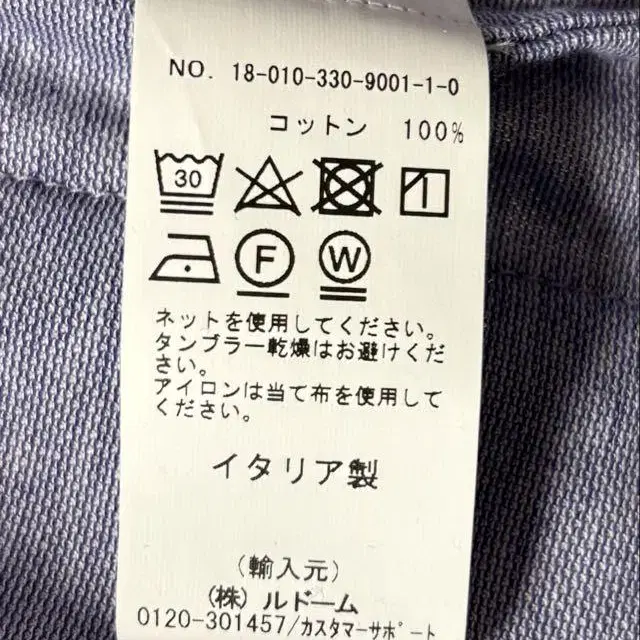 NO. 18-010-330-9001-1-0
コットン 100%
30
F W
ネットを使用してください。
タンブラー乾燥はお避けくだ
さい。
アイロンは当て布を使用して
ください。
イタリア製
(輸入元)
(株) ルドーム
0120-301457/カスタマーサポート